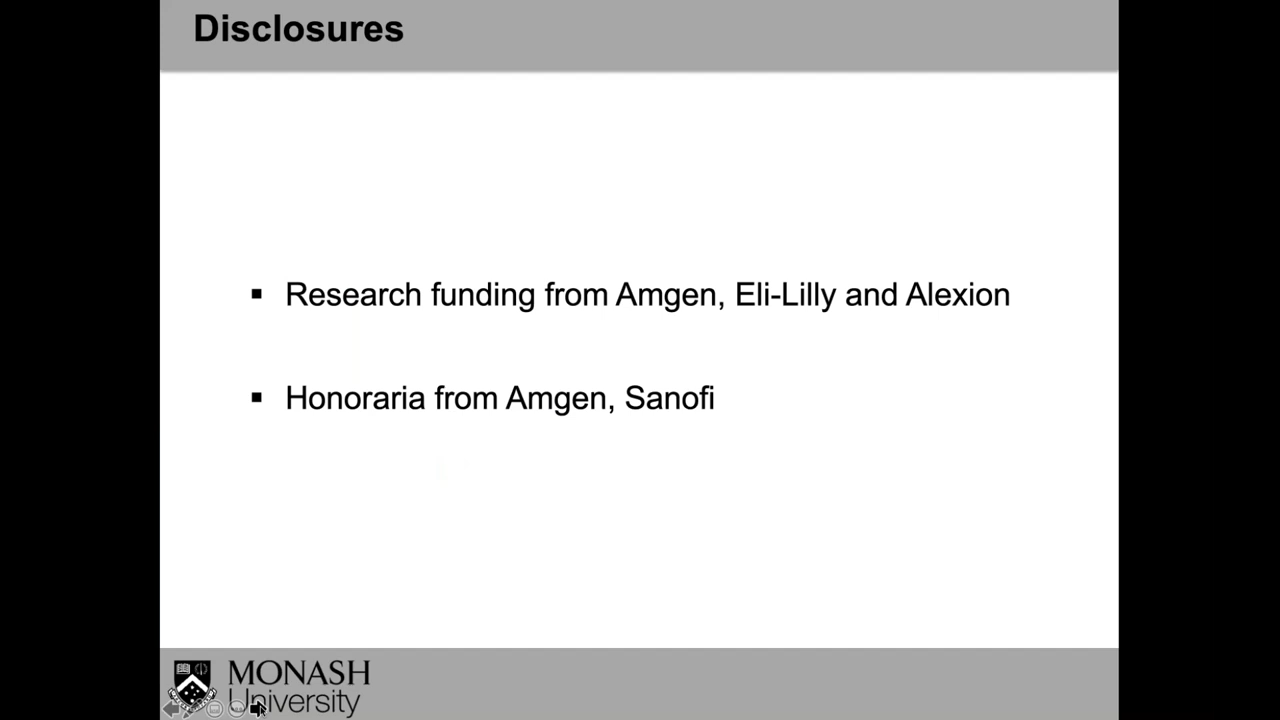 Disclosures
▪ Research funding from Amgen, Eli-Lilly and Alexion
▪ Honoraria from Amgen, Sanofi
MONASH
University